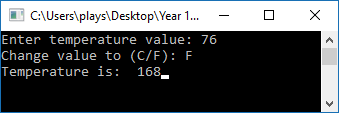 C:\Users\plays\Desktop\Year 1...
Enter temperature value: 76
Change value to (C/F): F
Temperature is:  168